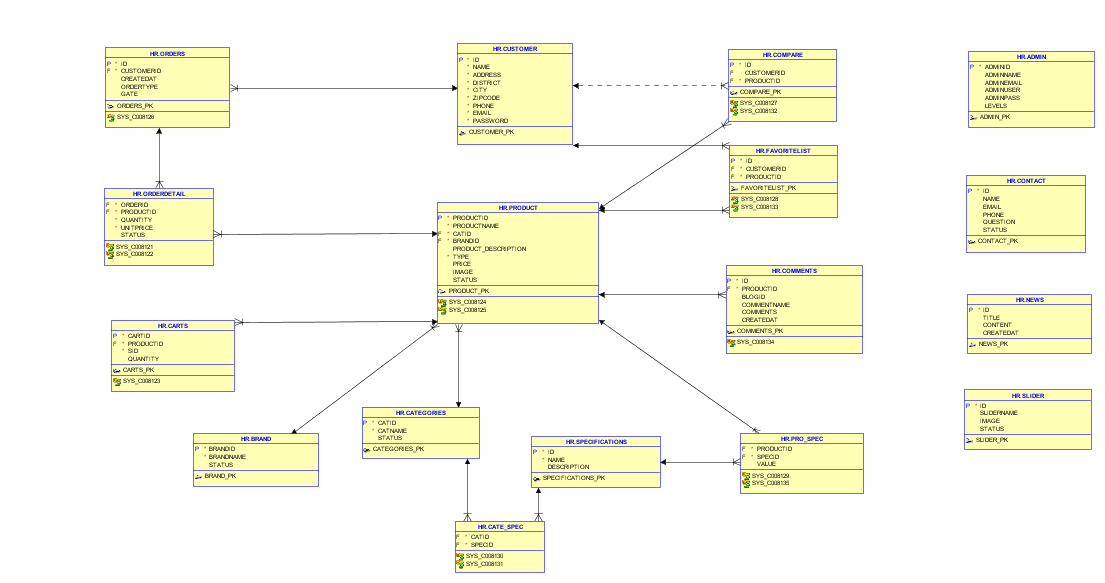 HR.ORDERS
P * ID
F * CUSTOMERID
CREATEDAT
ORDERTYPE
GATE
ORDERS_PK
SYS_C008126
HR.CUSTOMER
P * ID
* NAME
* ADDRESS
* DISTRICT
* CITY
* ZIPCODE
* PHONE
* EMAIL
* PASSWORD
CUSTOMER_PK
HR.COMPARE
P * ID
F CUSTOMERID
F * PRODUCTID
COMPARE_PK
SYS_C008127
SYS_C008132
HR.ADMIN
P * ADMINID
ADMINNAME
ADMINEMAIL
ADMINUSER
ADMINPASS
LEVELS
ADMIN_PK
HR.FAVORITELIST
P * ID
F * CUSTOMERID
F * PRODUCTID
FAVORITELIST_PK
SYS_C008128
SYS_C008133
HR.CONTACT
P * ID
NAME
EMAIL
PHONE
QUESTION
STATUS
CONTACT_PK
HR.ORDERDETAIL
F * ORDERID
F * PRODUCTID
* QUANTITY
* UNITPRICE
STATUS
SYS_C008121
SYS_C008122
HR.PRODUCT
P * PRODUCTID
* PRODUCTNAME
F * CATID
F * BRANDID
PRODUCT_DESCRIPTION
* TYPE
PRICE
IMAGE
STATUS
PRODUCT_PK
SYS_C008124
SYS_C008125
HR.COMMENTS
P * ID
F * PRODUCTID
BLOGID
COMMENTNAME
COMMENTS
CREATEDAT
COMMENTS_PK
SYS_C008134
HR.NEWS
P * ID
TITLE
CONTENT
CREATEDAT
NEWS_PK
HR.CARTS
P * CARTID
F * PRODUCTID
* SID
QUANTITY
CARTS_PK
SYS_C008123
HR.SLIDER
P * ID
SLIDERNAME
IMAGE
STATUS
SLIDER_PK
HR.BRAND
P * BRANDID
* BRANDNAME
STATUS
BRAND_PK
HR.CATEGORIES
P * CATID
* CATNAME
STATUS
CATEGORIES_PK
HR.SPECIFICATIONS
P * ID
* NAME
DESCRIPTION
SPECIFICATIONS_PK
HR.PRO_SPEC
F * PRODUCTID
F * SPECID
VALUE
SYS_C008129
SYS_C008135
HR.CATE_SPEC
F * CATID
F * SPECID
SYS_C008130
SYS_C008131